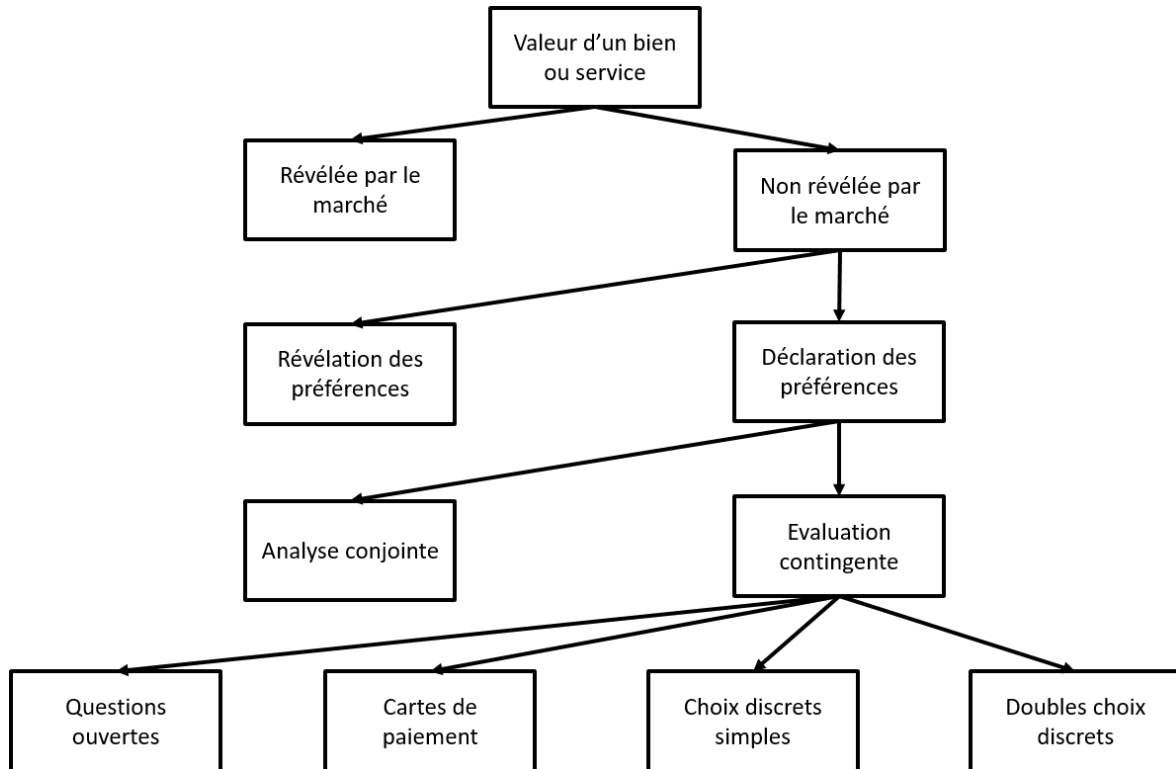 Valeur d’un bien
ou service
Révélée par le
marché
Non révélée par
le marché
Révélation des
préférences
Déclaration des
préférences
Analyse conjointe
Evaluation
contingente
Questions
ouvertes
Cartes de
paiement
Choix discrets
simples
Doubles choix
discrets